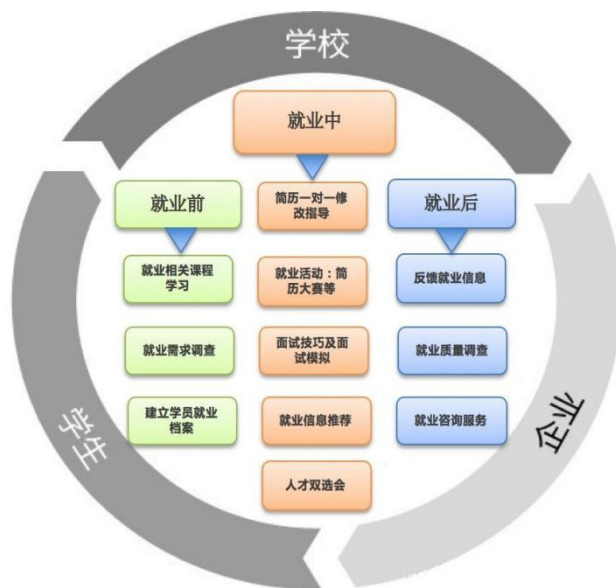 学校
就业中
就业前
就业后
简历一对一修
改指导
就业相关课程
学习
就业活动：简
历大赛等
反馈就业信息
就业需求调查
面试技巧及面
试模拟
就业质量调查
建立学员就业
档案
就业信息推荐
就业咨询服务
人才双选会
学生
企业